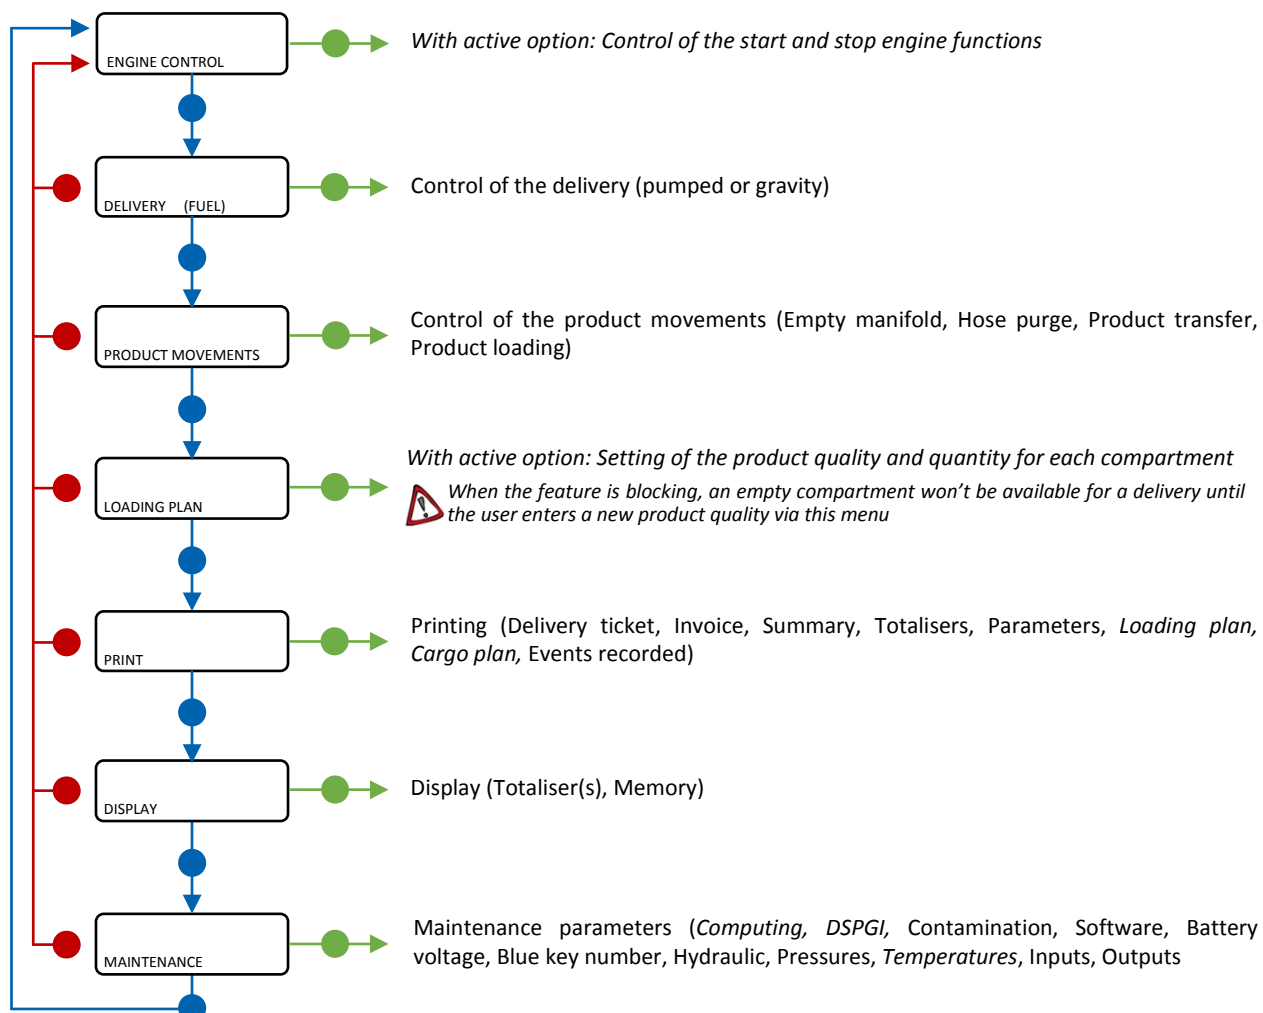 With active option: Control of the start and stop engine functions
ENGINE CONTROL
Control of the delivery (pumped or gravity)
DELIVERY (FUEL)
Control of the product movements (Empty manifold, Hose purge, Product transfer,
Product loading)
PRODUCT MOVEMENTS
With active option: Setting of the product quality and quantity for each compartment
When the feature is blocking, an empty compartment won't be available for a delivery until
the user enters a new product quality via this menu
LOADING PLAN
Printing (Delivery ticket, Invoice, Summary, Totalisers, Parameters, Loading plan,
Cargo plan, Events recorded)
PRINT
Display (Totaliser(s), Memory)
DISPLAY
Maintenance parameters (Computing, DSPGI, Contamination, Software, Battery
voltage, Blue key number, Hydraulic, Pressures, Temperatures, Inputs, Outputs
MAINTENANCE